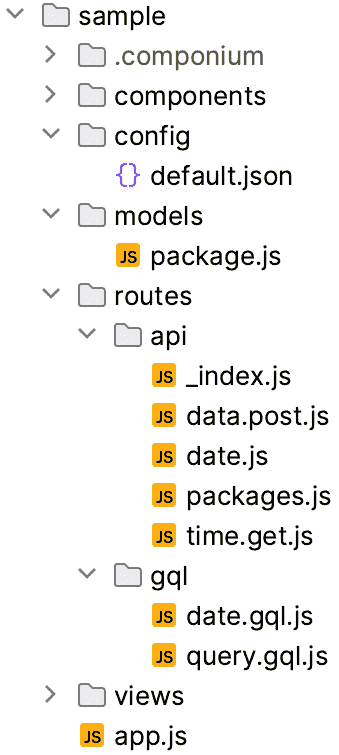 sample
.componium
components
config
{} default.json
models
JS package.js
routes
api
JS _index.js
JS data.post.js
JS date.js
JS packages.js
JS time.get.js
gql
JS date.gql.js
JS query.gql.js
views
JS app.js